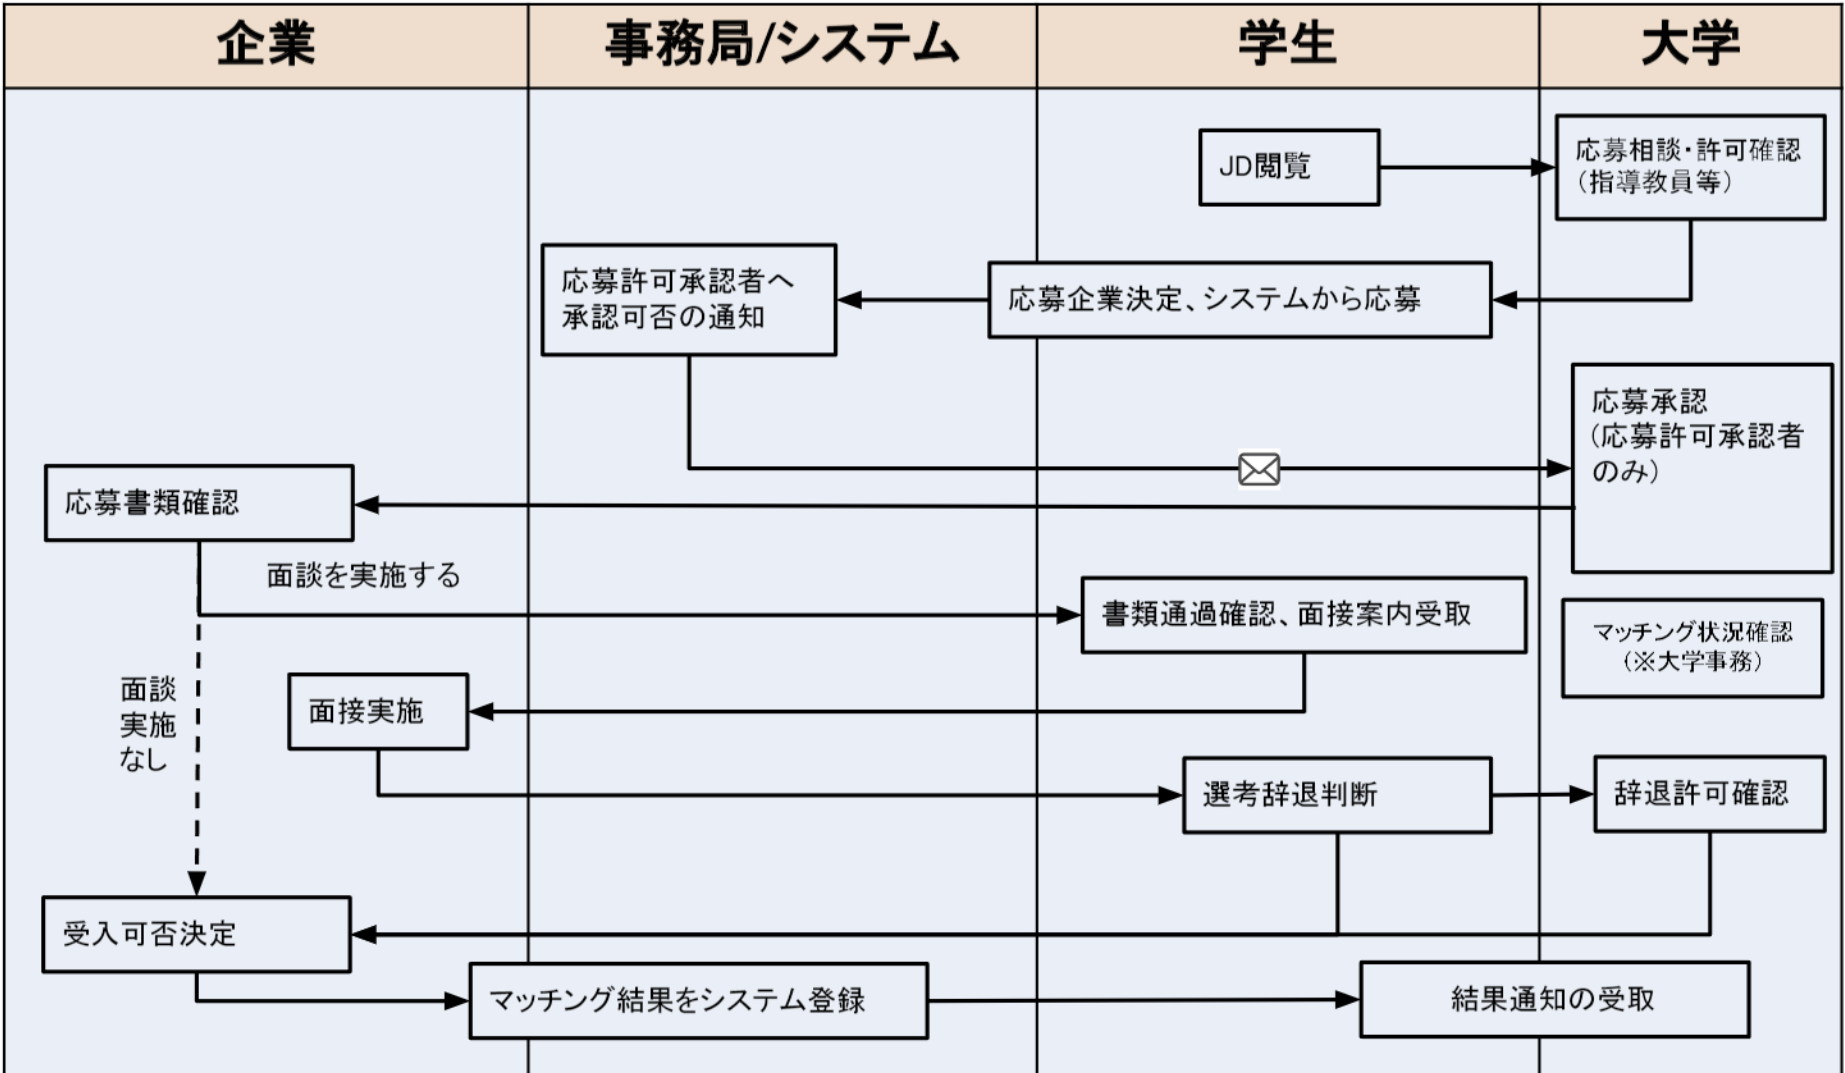 企業
事務局/システム
学生
大学
JD閲覧
応募相談・許可確認
（指導教員等）
応募許可承認者へ
承認可否の通知
応募企業決定、システムから応募
応募承認
（応募許可承認者
のみ）
応募書類確認
面談を実施する
書類通過確認、面接案内受取
マッチング状況確認
（※大学事務）
面談
実施
なし
面接実施
選考辞退判断
辞退許可確認
受入可否決定
マッチング結果をシステム登録
結果通知の受取